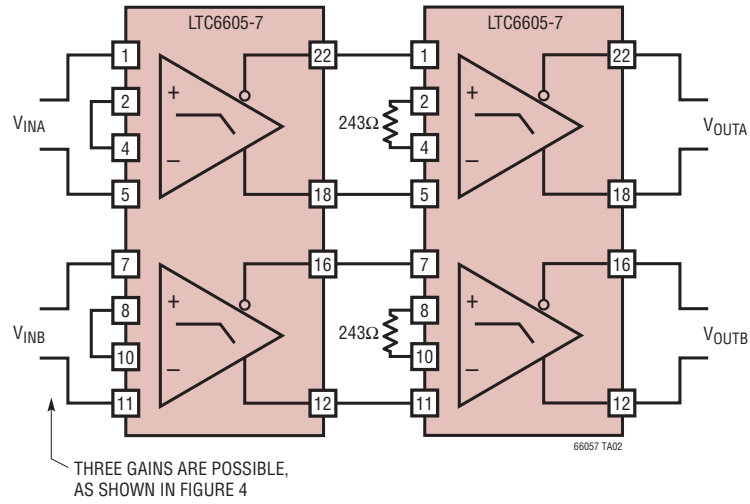 LTC6605-7 LTC6605-7
1 22 1 22
+ +
2 2
VINA 243Ω VOUTA
4 4
– –
5 18 5 18
7 16 7 16
+ +
8 8
VINB 243Ω VOUTB
10 10
– –
11 12 11 12
66057 TA02
THREE GAINS ARE POSSIBLE,
AS SHOWN IN FIGURE 4